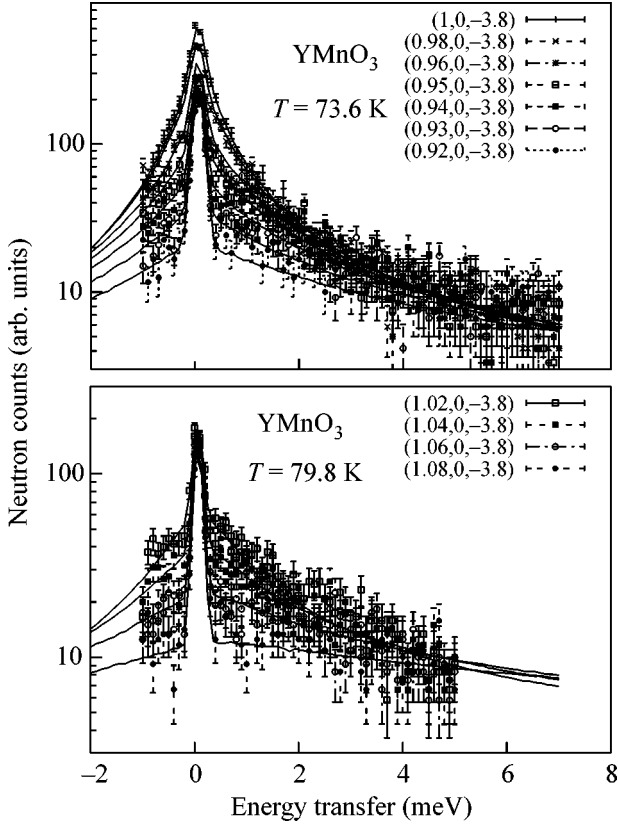 YMnO3
T = 73.6 K
(1,0,–3.8)
(0.98,0,–3.8)
(0.96,0,–3.8)
(0.95,0,–3.8)
(0.94,0,–3.8)
(0.93,0,–3.8)
(0.92,0,–3.8)
100
10
Neutron counts (arb. units)
YMnO3
T = 79.8 K
(1.02,0,–3.8)
(1.04,0,–3.8)
(1.06,0,–3.8)
(1.08,0,–3.8)
100
10
–2 0 2 4 6 8
Energy transfer (meV)